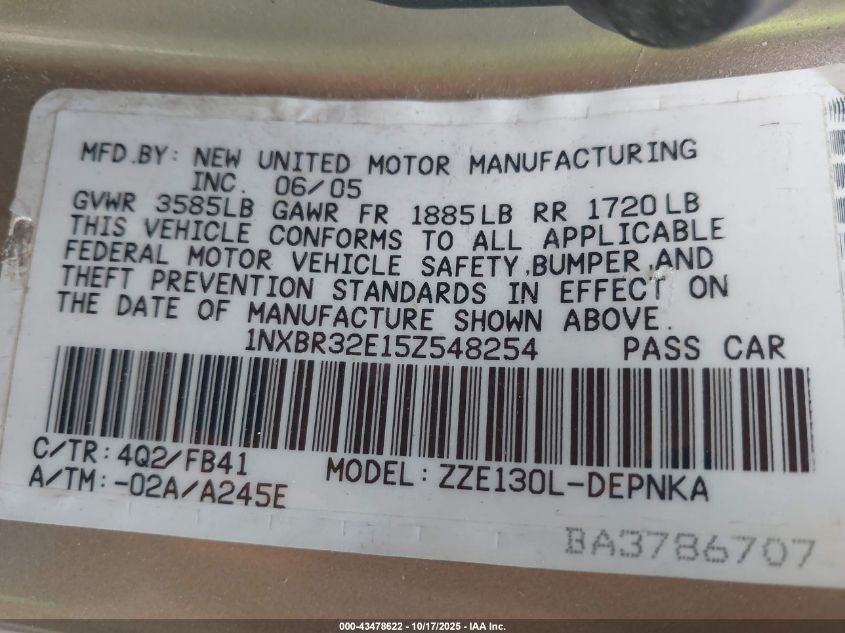 MFD.BY: NEW UNITED MOTOR MANUFACTURING
INC. 06/05
GVWR 3585LB GAWR FR 1885LB RR 1720LB
THIS VEHICLE CONFORMS TO ALL APPLICABLE
FEDERAL MOTOR VEHICLE SAFETY,BUMPER,AND
THEFT PREVENTION STANDARDS IN EFFECT ON
THE DATE OF MANUFACTURE SHOWN ABOVE.
1NXBR32E15Z548254 PASS CAR
C/TR: 4Q2/FB41
A/TM:-02A/A245E
MODEL: ZZE130L-DEPNKA
BA3786707
000-43478622 - 10/17/2025 - IAA Inc.